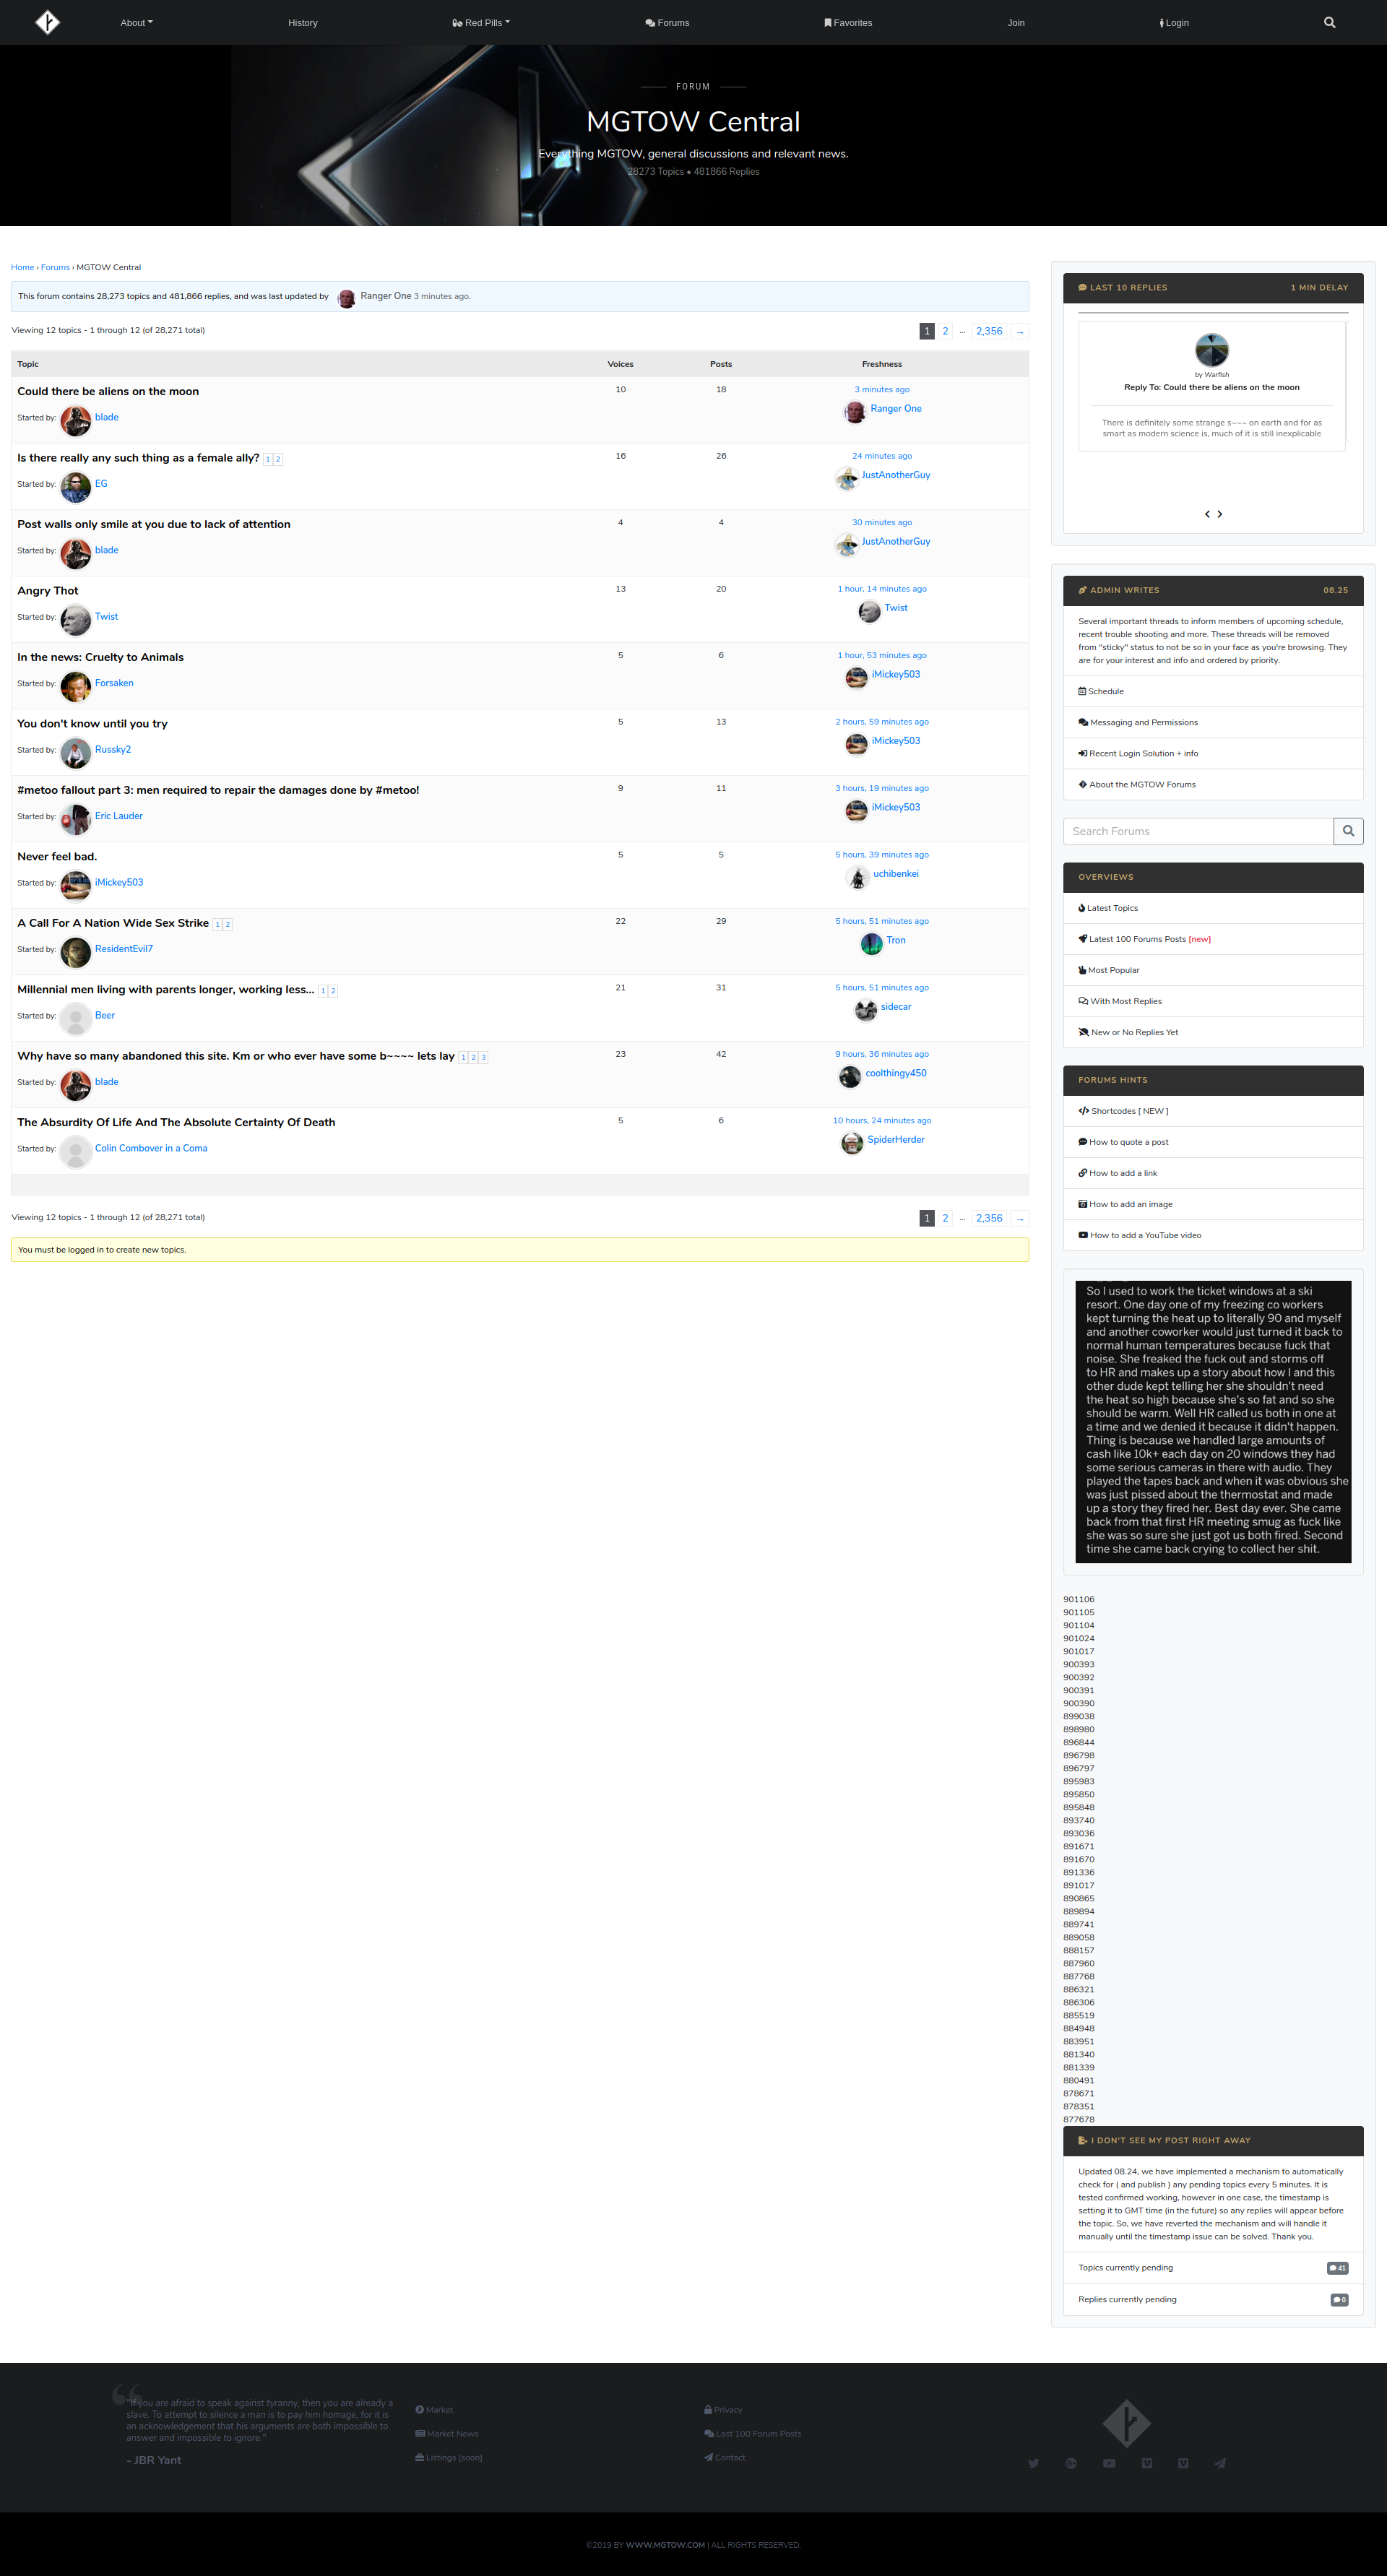 About
History
Red Pills
Forums
Favorites
Join
Login
FORUM
MGTOW Central
Everything MGTOW, general discussions and relevant news.
28273 Topics • 481866 Replies
Home › Forums › MGTOW Central
This forum contains 28,273 topics and 481,866 replies, and was last updated by Ranger One 3 minutes ago.
Viewing 12 topics - 1 through 12 (of 28,271 total)
1 2 ... 2,356 →
Topic Voices Posts Freshness
Could there be aliens on the moon 10 18 3 minutes ago
Started by: blade Ranger One
Is there really any such thing as a female ally? 1 2 16 26 24 minutes ago
Started by: EG JustAnotherGuy
Post walls only smile at you due to lack of attention 4 4 30 minutes ago
Started by: blade JustAnotherGuy
Angry Thot 13 20 1 hour, 14 minutes ago
Started by: Twist Twist
In the news: Cruelty to Animals 5 6 1 hour, 53 minutes ago
Started by: Forsaken iMickey503
You don't know until you try 5 13 2 hours, 59 minutes ago
Started by: Russky2 iMickey503
#metoo fallout part 3: men required to repair the damages done by #metoo! 9 11 3 hours, 19 minutes ago
Started by: Eric Lauder iMickey503
Never feel bad. 5 5 5 hours, 39 minutes ago
Started by: iMickey503 uchibenkei
A Call For A Nation Wide Sex Strike 1 2 22 29 5 hours, 51 minutes ago
Started by: ResidentEvil7 Tron
Millennial men living with parents longer, working less... 1 2 21 31 5 hours, 51 minutes ago
Started by: Beer sidecar
Why have so many abandoned this site. Km or who ever have some b~~~~ lets lay 1 2 3 23 42 9 hours, 36 minutes ago
Started by: blade coolthingy450
The Absurdity Of Life And The Absolute Certainty Of Death 5 6 10 hours, 24 minutes ago
Started by: Colin Combover in a Coma SpiderHerder
Viewing 12 topics - 1 through 12 (of 28,271 total)
1 2 ... 2,356 →
You must be logged in to create new topics.
LAST 10 REPLIES 1 MIN DELAY
by Warfish
Reply To: Could there be aliens on the moon
There is definitely some strange s~~~ on earth and for as
smart as modern science is, much of it is still inexplicable
ADMIN WRITES 08.25
Several important threads to inform members of upcoming schedule,
recent trouble shooting and more. These threads will be removed
from "sticky" status to not be so in your face as you're browsing. They
are for your interest and info and ordered by priority.
Schedule
Messaging and Permissions
Recent Login Solution + info
About the MGTOW Forums
Search Forums
OVERVIEWS
Latest Topics
Latest 100 Forums Posts [new]
Most Popular
With Most Replies
New or No Replies Yet
FORUMS HINTS
Shortcodes [ NEW ]
How to quote a post
How to add a link
How to add an image
How to add a YouTube video
So I used to work the ticket windows at a ski
resort. One day one of my freezing co workers
kept turning the heat up to literally 90 and myself
and another coworker would just turned it back to
normal human temperatures because fuck that
noise. She freaked the fuck out and storms off
to HR and makes up a story about how I and this
other dude kept telling her she shouldn't need
the heat so high because she's so fat and so she
should be warm. Well HR called us both in one at
a time and we denied it because it didn't happen.
Thing is because we handled large amounts of
cash like 10k+ each day on 20 windows they had
some serious cameras in there with audio. They
played the tapes back and when it was obvious she
was just pissed about the thermostat and made
up a story they fired her. Best day ever. She came
back from that first HR meeting smug as fuck like
she was so sure she just got us both fired. Second
time she came back crying to collect her shit.
901106
901105
901104
901024
901017
900393
900392
900391
900390
899038
898980
896844
896798
896797
895983
895850
895848
893740
893036
891671
891670
891336
891017
890865
889894
889741
889058
888157
887960
887768
886321
886306
885519
884948
883951
881340
881339
880491
878671
878351
877678
I DON'T SEE MY POST RIGHT AWAY
Updated 08.24, we have implemented a mechanism to automatically
check for ( and publish ) any pending topics every 5 minutes. It is
tested confirmed working, however in one case, the timestamp is
setting it to GMT time (in the future) so any replies will appear before
the topic. So, we have reverted the mechanism and will handle it
manually until the timestamp issue can be solved. Thank you.
Topics currently pending 41
Replies currently pending 0
"If you are afraid to speak against tyranny, then you are already a
slave. To attempt to silence a man is to pay him homage, for it is
an acknowledgement that his arguments are both impossible to
answer and impossible to ignore."
- JBR Yant
Market
Market News
Listings [soon]
Privacy
Last 100 Forum Posts
Contact
©2019 BY WWW.MGTOW.COM | ALL RIGHTS RESERVED.